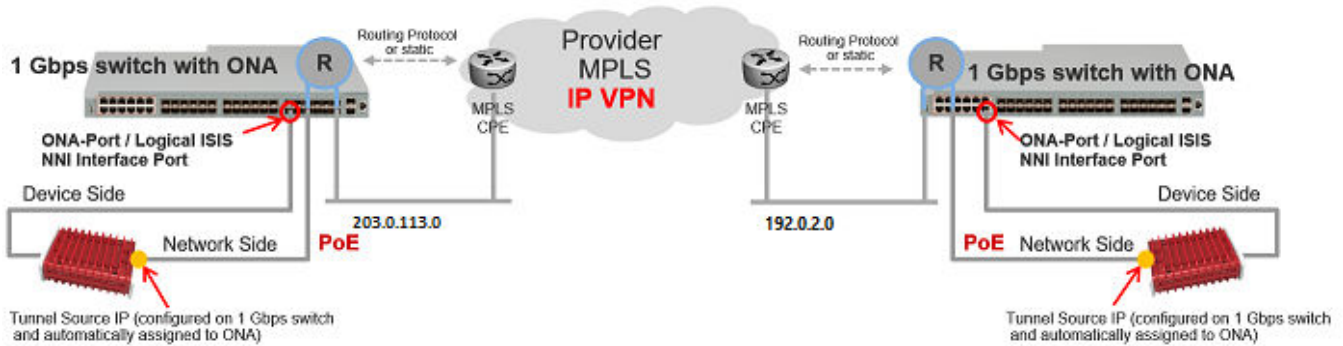 1 Gbps switch with ONA
R
Routing Protocol
or static
MPLS
CPE
Provider
MPLS
IP VPN
Routing Protocol
or static
MPLS
CPE
R
1 Gbps switch with ONA
ONA-Port / Logical ISIS
NNI Interface Port
ONA-Port / Logical ISIS
NNI Interface Port
Device Side
203.0.113.0
192.0.2.0
Device Side
Network Side
PoE
PoE
Network Side
Tunnel Source IP (configured on 1 Gbps switch
and automatically assigned to ONA)
Tunnel Source IP (configured on 1 Gbps switch
and automatically assigned to ONA)